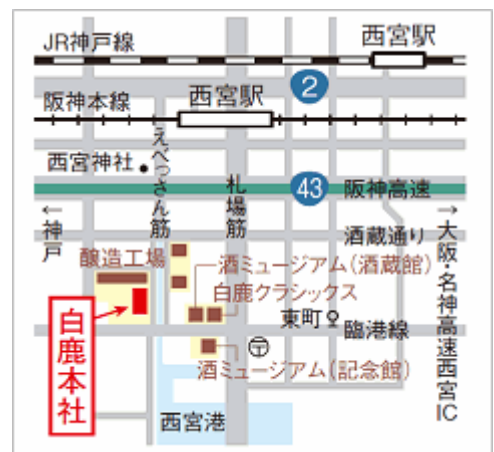 JR神戸線
西宮駅
2
阪神本線
西宮駅
西宮神社
えべっさん筋
札場筋
43
阪神高速
←神戸
酒蔵通り
→大阪・名神高速西宮IC
醸造工場
酒ミュージアム(酒蔵館)
白鹿クラシックス
東町
臨港線
白鹿本社
〒
酒ミュージアム(記念館)
西宮港